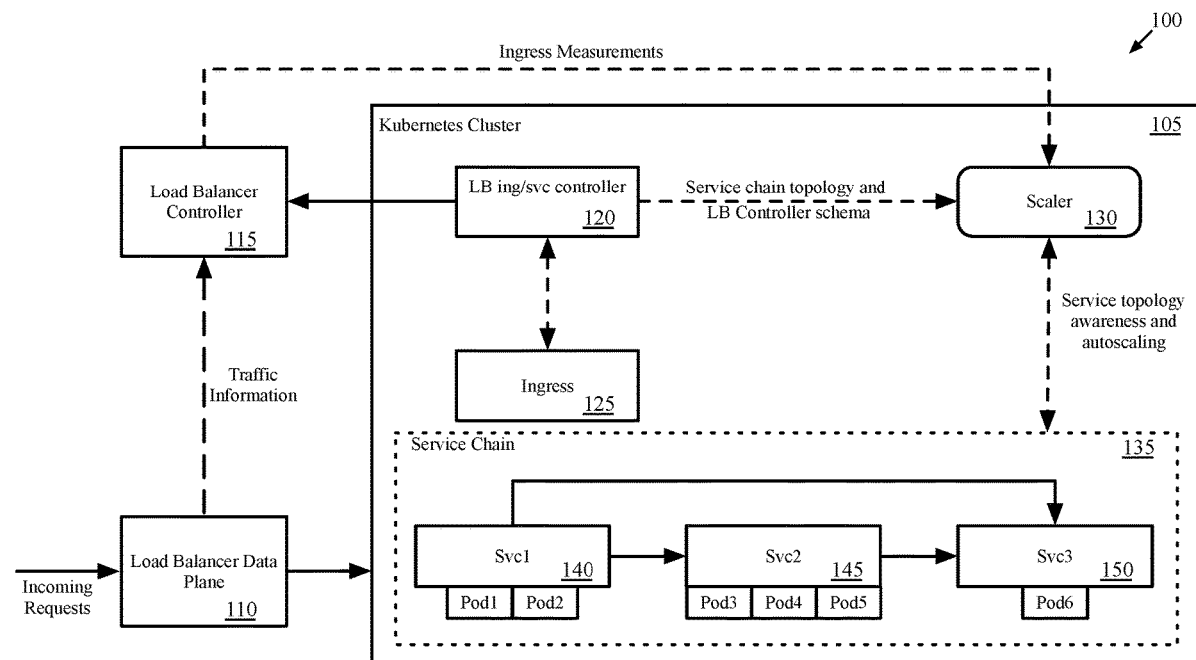 100
Ingress Measurements
Kubernetes Cluster
105
Load Balancer
Controller
115
LB ing/svc controller
120
Service chain topology and
LB Controller schema
Scaler
130
Service topology
awareness and
autoscaling
Traffic
Information
Ingress
125
Service Chain
135
Incoming
Requests
Load Balancer Data
Plane
110
Svc1
140
Pod1 Pod2
Svc2
145
Pod3 Pod4 Pod5
Svc3
150
Pod6